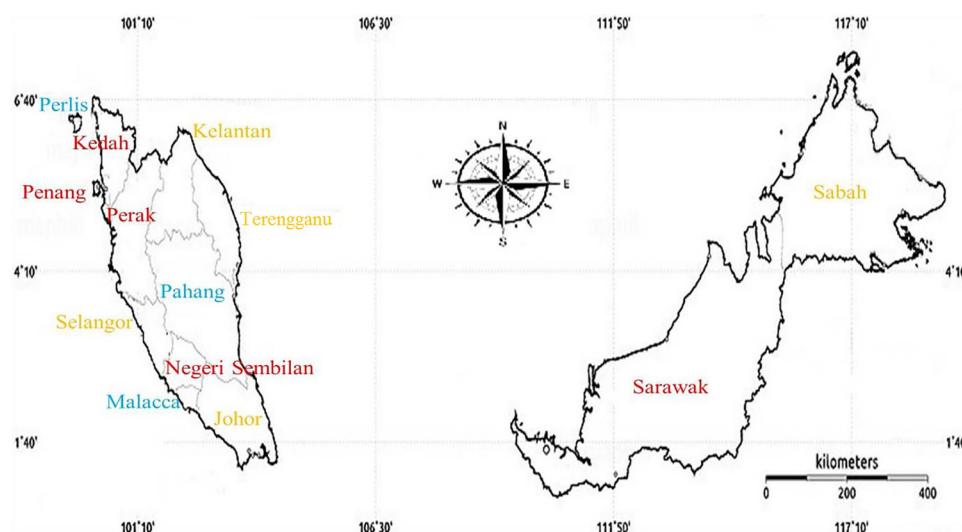 101°10' 106°30' 111°50' 117°10'
6°40'
Perlis
Kelantan
Kedah
N
Penang
W E
Sabah
Perak
Terengganu
S
4°10' 4°10'
Pahang
Selangor
Negeri Sembilan
Sarawak
Malacca
Johor
1°40' 1°40'
kilometers
0 200 400
101°10' 106°30' 111°50' 117°10'